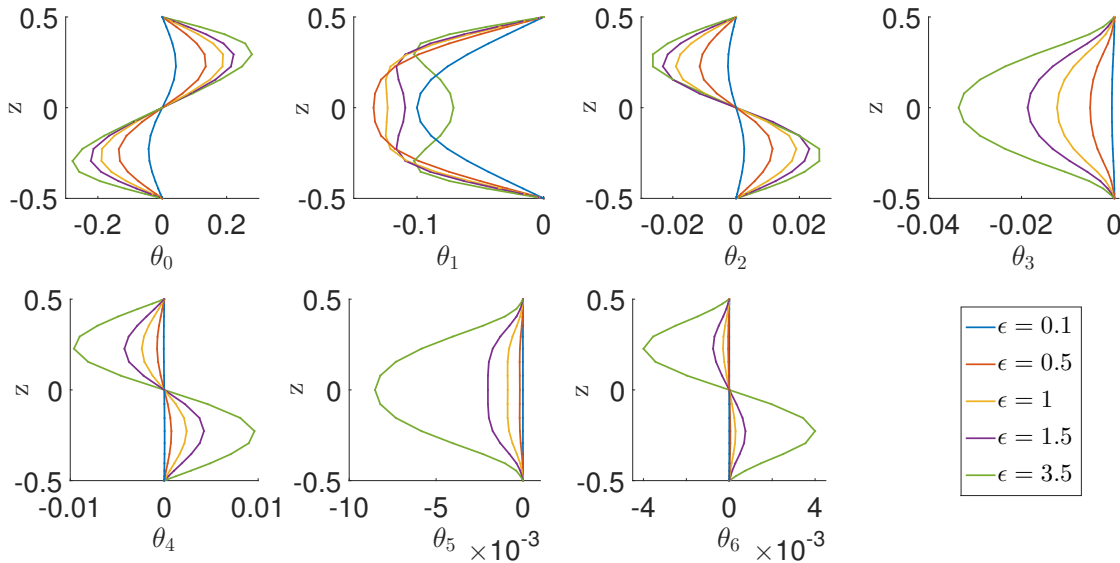 0.5 0.5 0.5 0.5
z z z z
0 0 0 0
-0.5 -0.5 -0.5 -0.5
-0.2 0 0.2 -0.1 0 -0.02 0 0.02 -0.04 -0.02 0
θ₀ θ₁ θ₂ θ₃
0.5 0.5 0.5
z z z
0 0 0
-0.5 -0.5 -0.5
-0.01 0 0.01 -10 -5 0 -4 0 4
θ₄ θ₅ ×10⁻³ θ₆ ×10⁻³
ϵ = 0.1
ϵ = 0.5
ϵ = 1
ϵ = 1.5
ϵ = 3.5